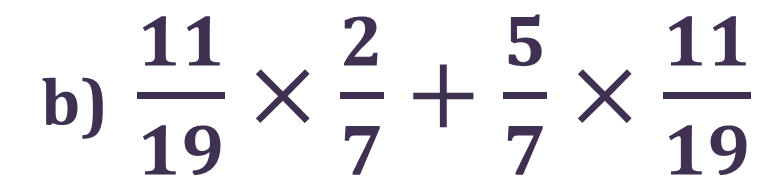 b) 11/19 × 2/7 + 5/7 × 11/19